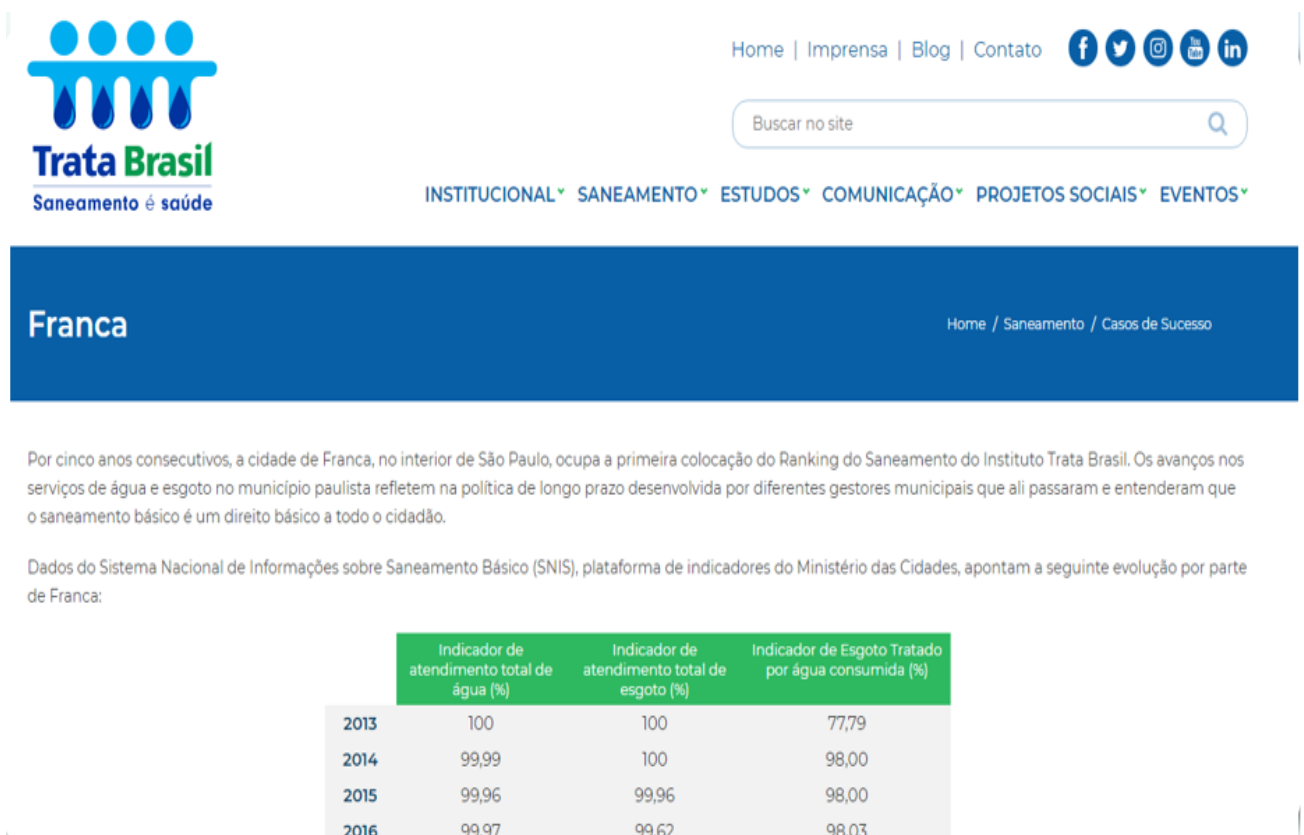 Home | Imprensa | Blog | Contato
Buscar no site
Trata Brasil
Saneamento é saúde
INSTITUCIONAL SANEAMENTO ESTUDOS COMUNICAÇÃO PROJETOS SOCIAIS EVENTOS
Franca
Home / Saneamento / Casos de Sucesso
Por cinco anos consecutivos, a cidade de Franca, no interior de São Paulo, ocupa a primeira colocação do Ranking do Saneamento do Instituto Trata Brasil. Os avanços nos
serviços de água e esgoto no município paulista refletem na política de longo prazo desenvolvida por diferentes gestores municipais que ali passaram e entenderam que
o saneamento básico é um direito básico a todo o cidadão.
Dados do Sistema Nacional de Informações sobre Saneamento Básico (SNIS), plataforma de indicadores do Ministério das Cidades, apontam a seguinte evolução por parte
de Franca:
Indicador de atendimento total de água (%) Indicador de atendimento total de esgoto (%) Indicador de Esgoto Tratado por água consumida (%)
2013 100 100 77,79
2014 99,99 100 98,00
2015 99,96 99,96 98,00
2016 99,97 99,62 98,03